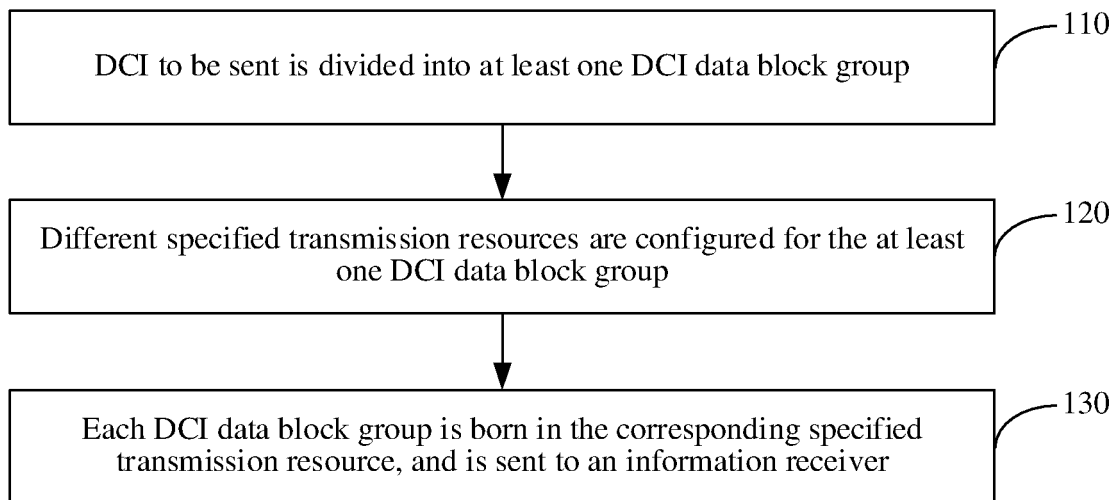 110
DCI to be sent is divided into at least one DCI data block group
120
Different specified transmission resources are configured for the at least
one DCI data block group
130
Each DCI data block group is born in the corresponding specified
transmission resource, and is sent to an information receiver